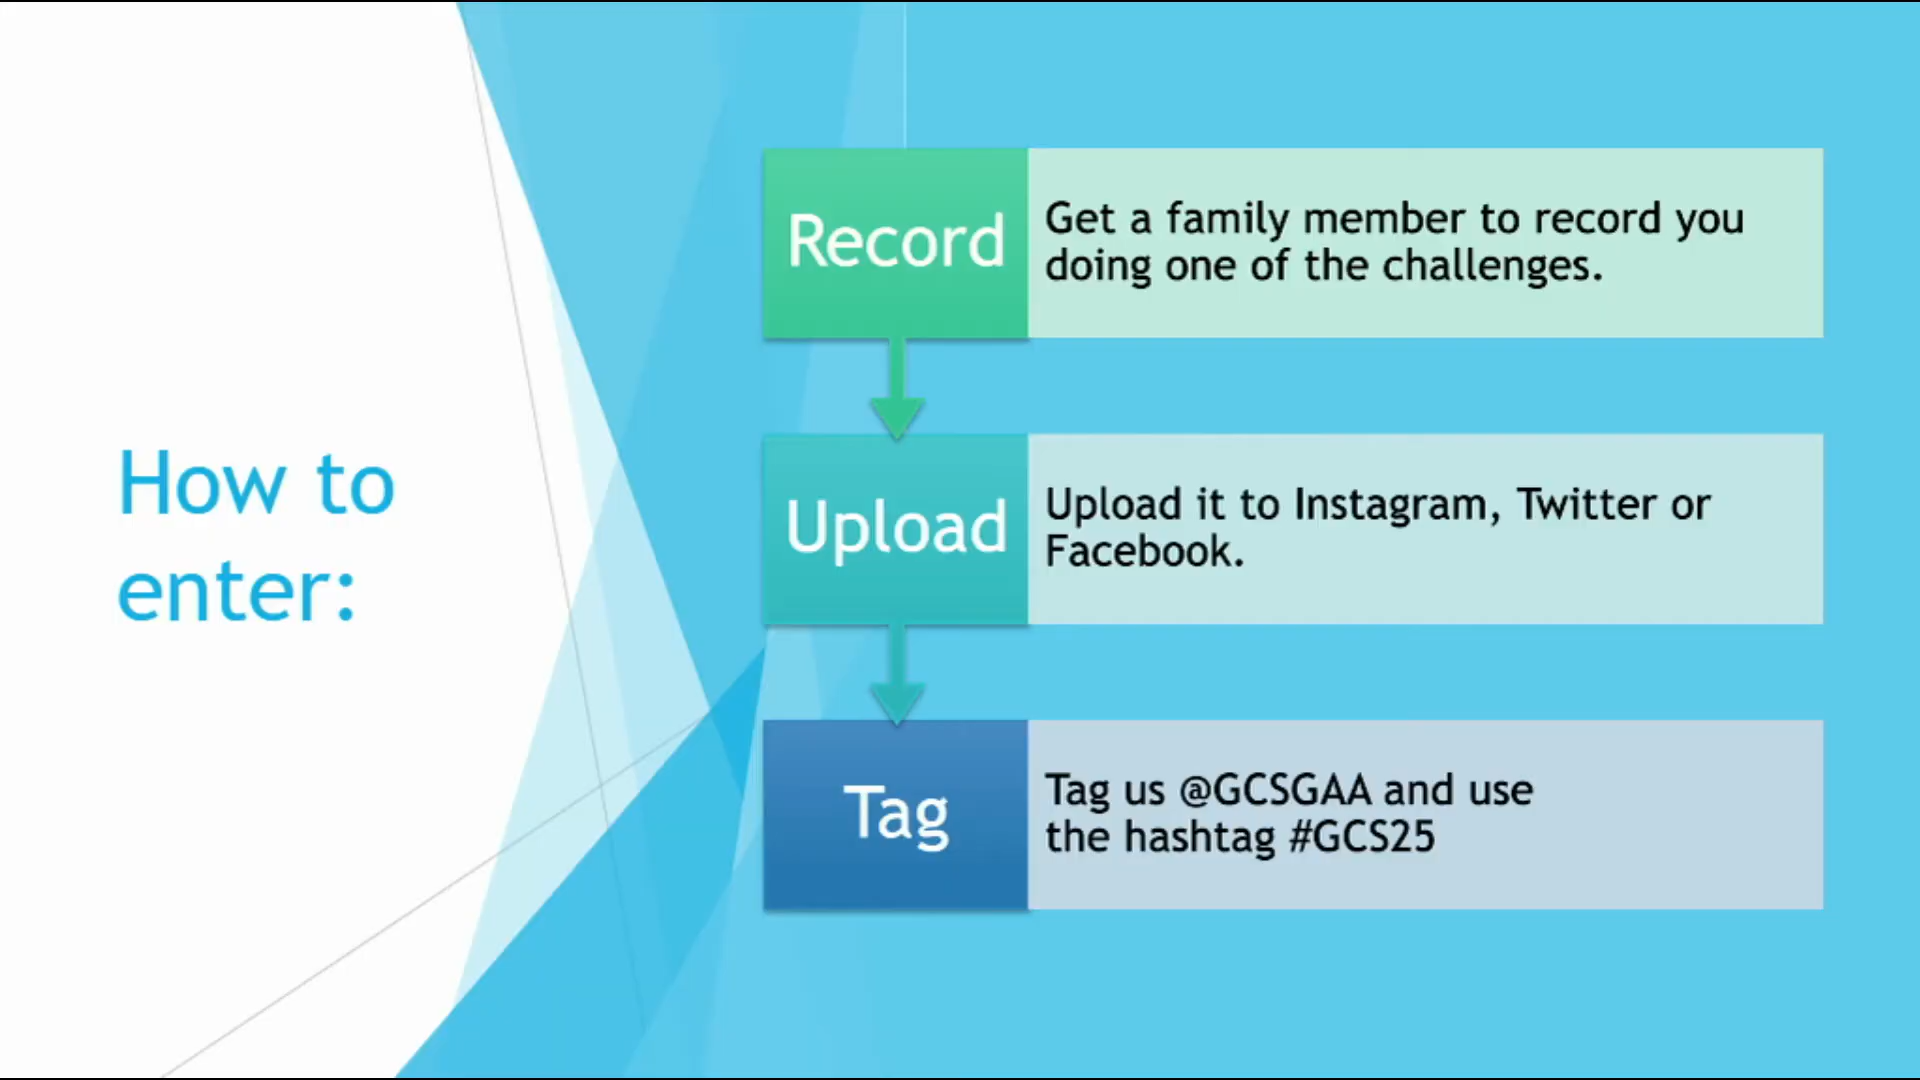 How to
enter:
Record
Get a family member to record you
doing one of the challenges.
Upload
Upload it to Instagram, Twitter or
Facebook.
Tag
Tag us @GCSGAA and use
the hashtag #GCS25